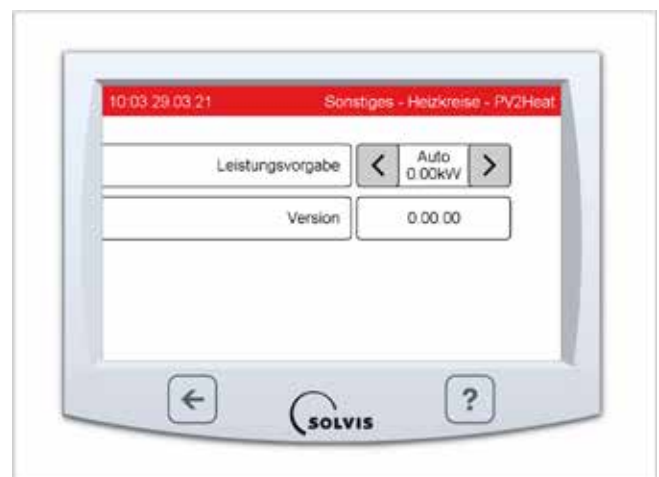 10:03 29.03.21 Sonstiges - Heizkreise - PV2Heat
Leistungsvorgabe < Auto >
0.00kW
Version 0.00.00
?
SOLVIS